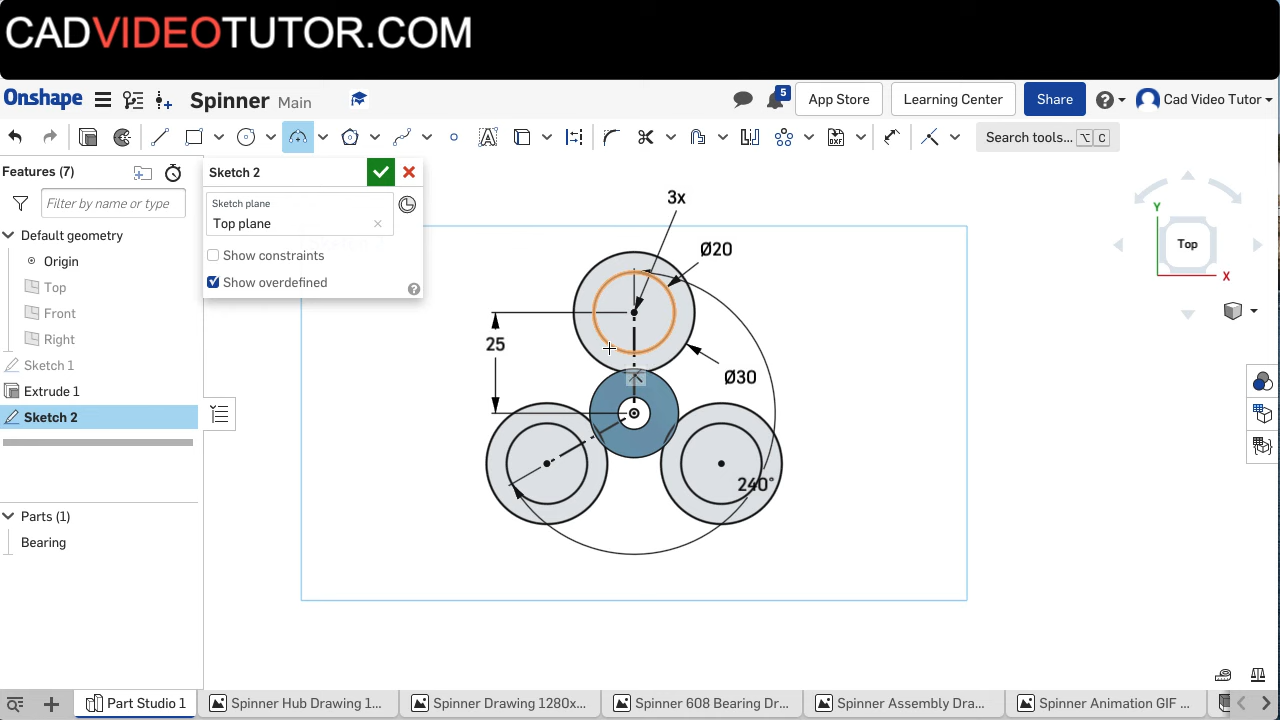 CADVIDEOTUTOR.COM
Onshape
Spinner Main
5
App Store
Learning Center
Share
Cad Video Tutor
Search tools...
⌥ C
Features (7)
Filter by name or type
Default geometry
Origin
Top
Front
Right
Sketch 1
Extrude 1
Sketch 2
Parts (1)
Bearing
Sketch 2
Sketch plane
Top plane
Show constraints
Show overdefined
3x
Ø20
25
Ø30
240°
Y
Top
X
Part Studio 1
Spinner Hub Drawing 1...
Spinner Drawing 1280x...
Spinner 608 Bearing Dr...
Spinner Assembly Dra...
Spinner Animation GIF ...